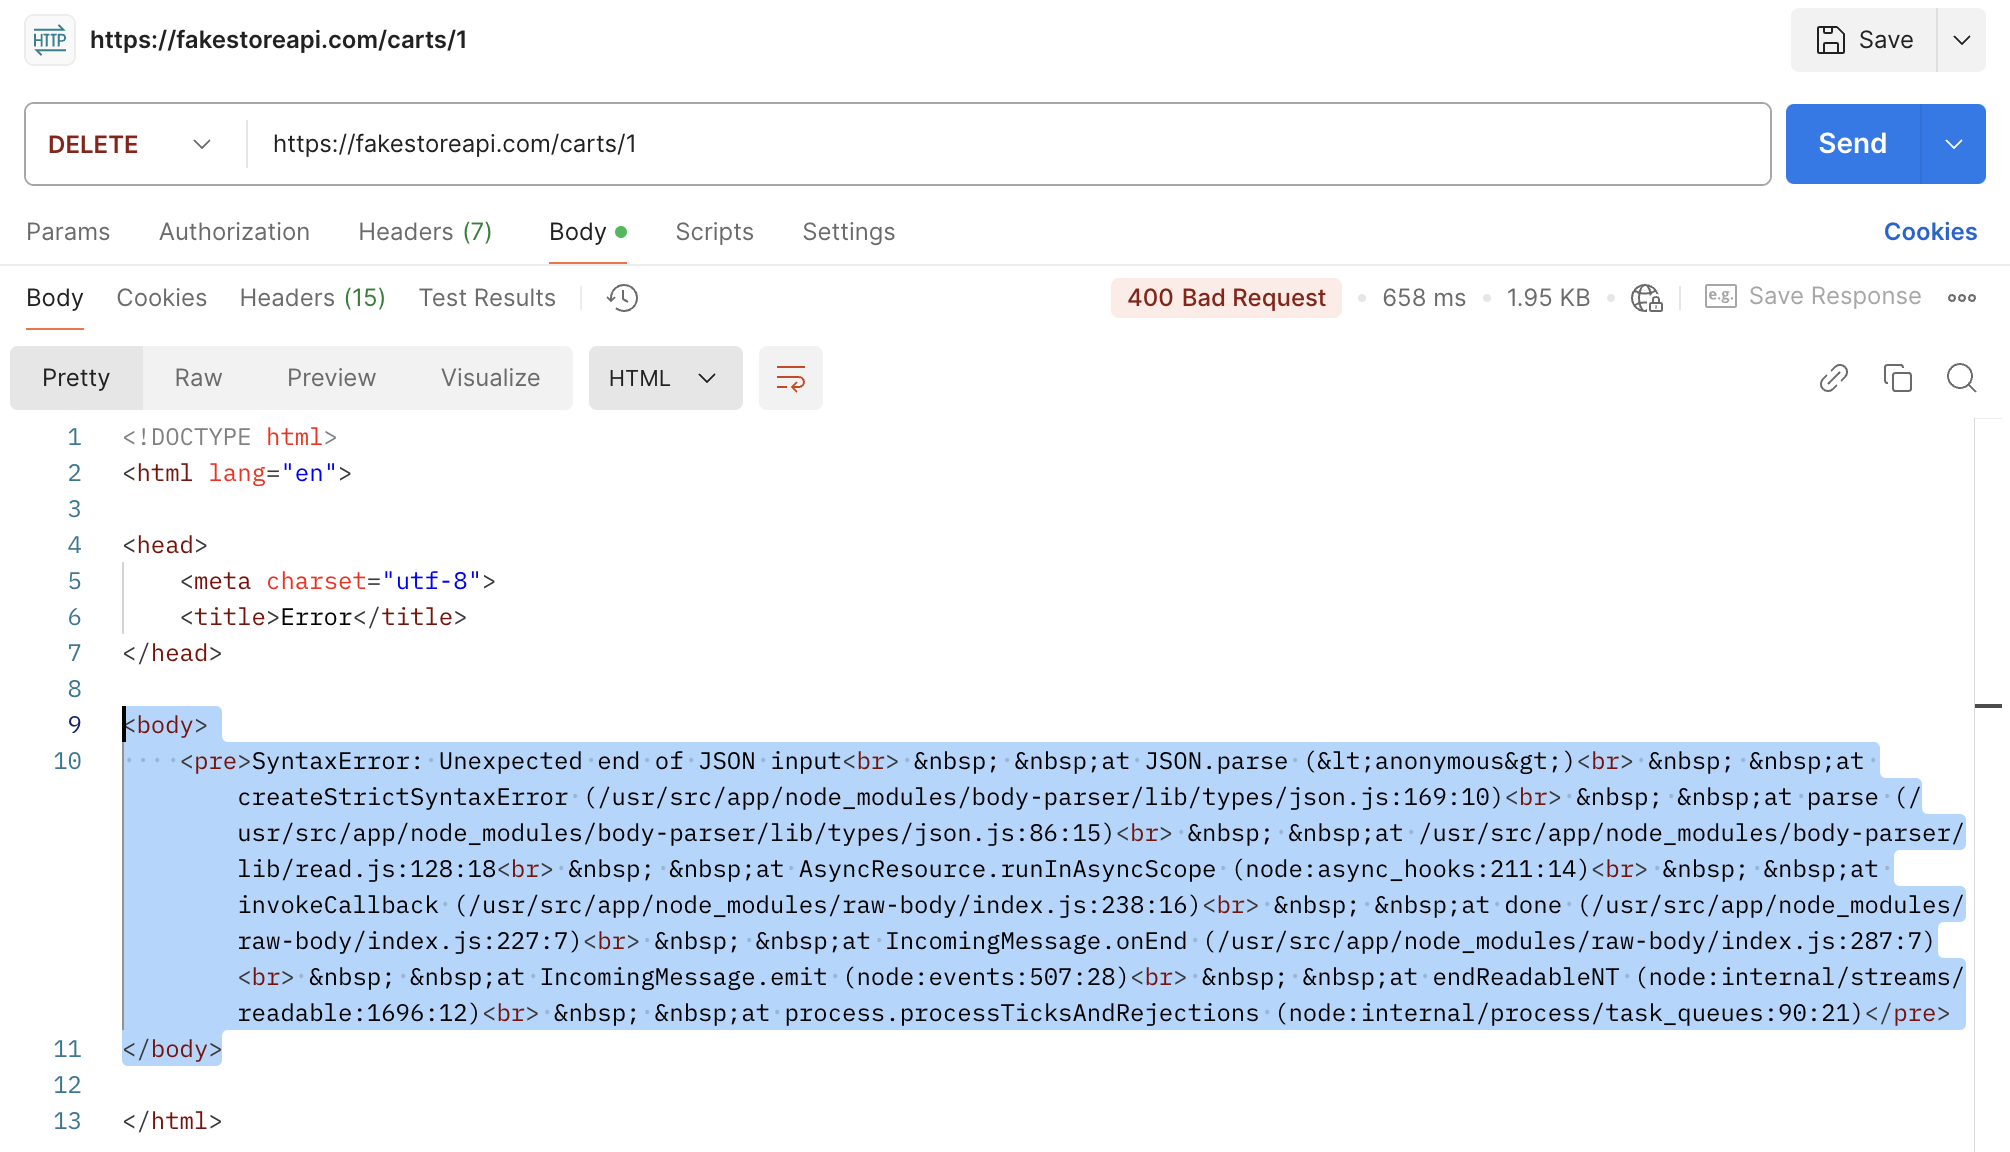 HTTP https://fakestoreapi.com/carts/1 Save
DELETE https://fakestoreapi.com/carts/1 Send
Params Authorization Headers (7) Body Scripts Settings Cookies
Body Cookies Headers (15) Test Results 400 Bad Request 658 ms 1.95 KB e.g. Save Response
Pretty Raw Preview Visualize HTML
1 <!DOCTYPE html>
2 <html lang="en">
3
4 <head>
5 <meta charset="utf-8">
6 <title>Error</title>
7 </head>
8
9 <body>
10 ····<pre>SyntaxError:·Unexpected·end·of·JSON·input<br>·&nbsp;·&nbsp;at·JSON.parse·(&lt;anonymous&gt;)<br>·&nbsp;·&nbsp;at·
createStrictSyntaxError·(/usr/src/app/node_modules/body-parser/lib/types/json.js:169:10)<br>·&nbsp;·&nbsp;at·parse·(/
usr/src/app/node_modules/body-parser/lib/types/json.js:86:15)<br>·&nbsp;·&nbsp;at·/usr/src/app/node_modules/body-parser/
lib/read.js:128:18<br>·&nbsp;·&nbsp;at·AsyncResource.runInAsyncScope·(node:async_hooks:211:14)<br>·&nbsp;·&nbsp;at·
invokeCallback·(/usr/src/app/node_modules/raw-body/index.js:238:16)<br>·&nbsp;·&nbsp;at·done·(/usr/src/app/node_modules/
raw-body/index.js:227:7)<br>·&nbsp;·&nbsp;at·IncomingMessage.onEnd·(/usr/src/app/node_modules/raw-body/index.js:287:7)
<br>·&nbsp;·&nbsp;at·IncomingMessage.emit·(node:events:507:28)<br>·&nbsp;·&nbsp;at·endReadableNT·(node:internal/streams/
readable:1696:12)<br>·&nbsp;·&nbsp;at·process.processTicksAndRejections·(node:internal/process/task_queues:90:21)</pre>
11 </body>
12
13 </html>